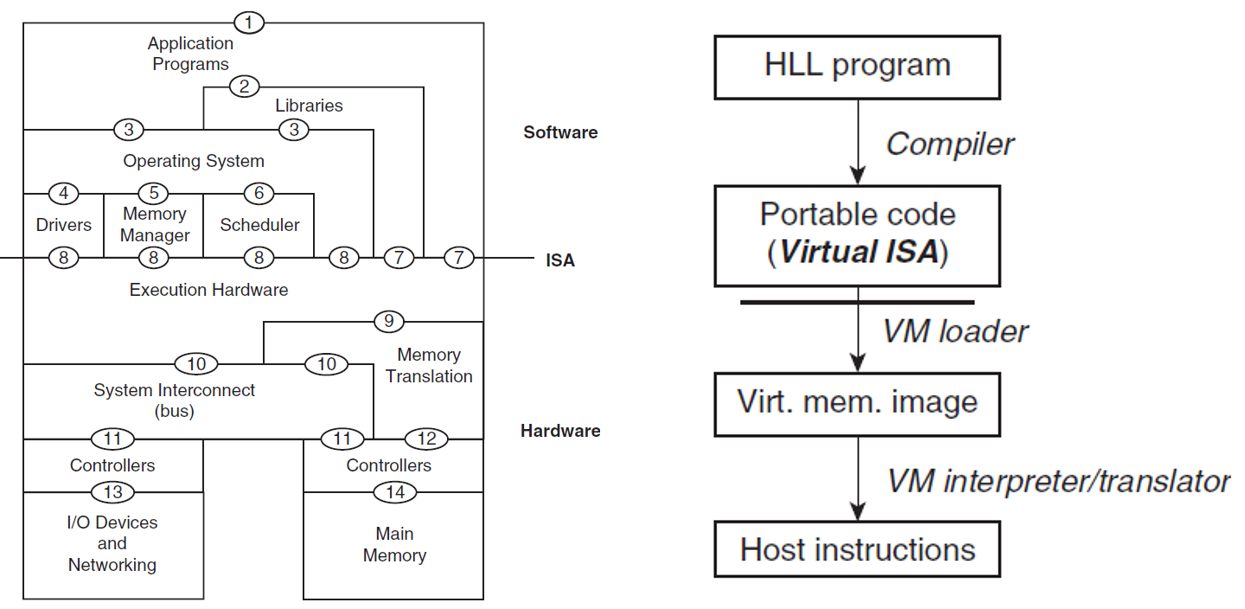 1
Application
Programs
2
Libraries
3
3
Software
Operating System
4
5
6
Drivers
Memory
Manager
Scheduler
8
8
8
8
7
7
ISA
Execution Hardware
9
10
10
Memory
Translation
System Interconnect
(bus)
Hardware
11
11
12
Controllers
Controllers
13
14
I/O Devices
and
Networking
Main
Memory
HLL program
Compiler
Portable code
(Virtual ISA)
VM loader
Virt. mem. image
VM interpreter/translator
Host instructions